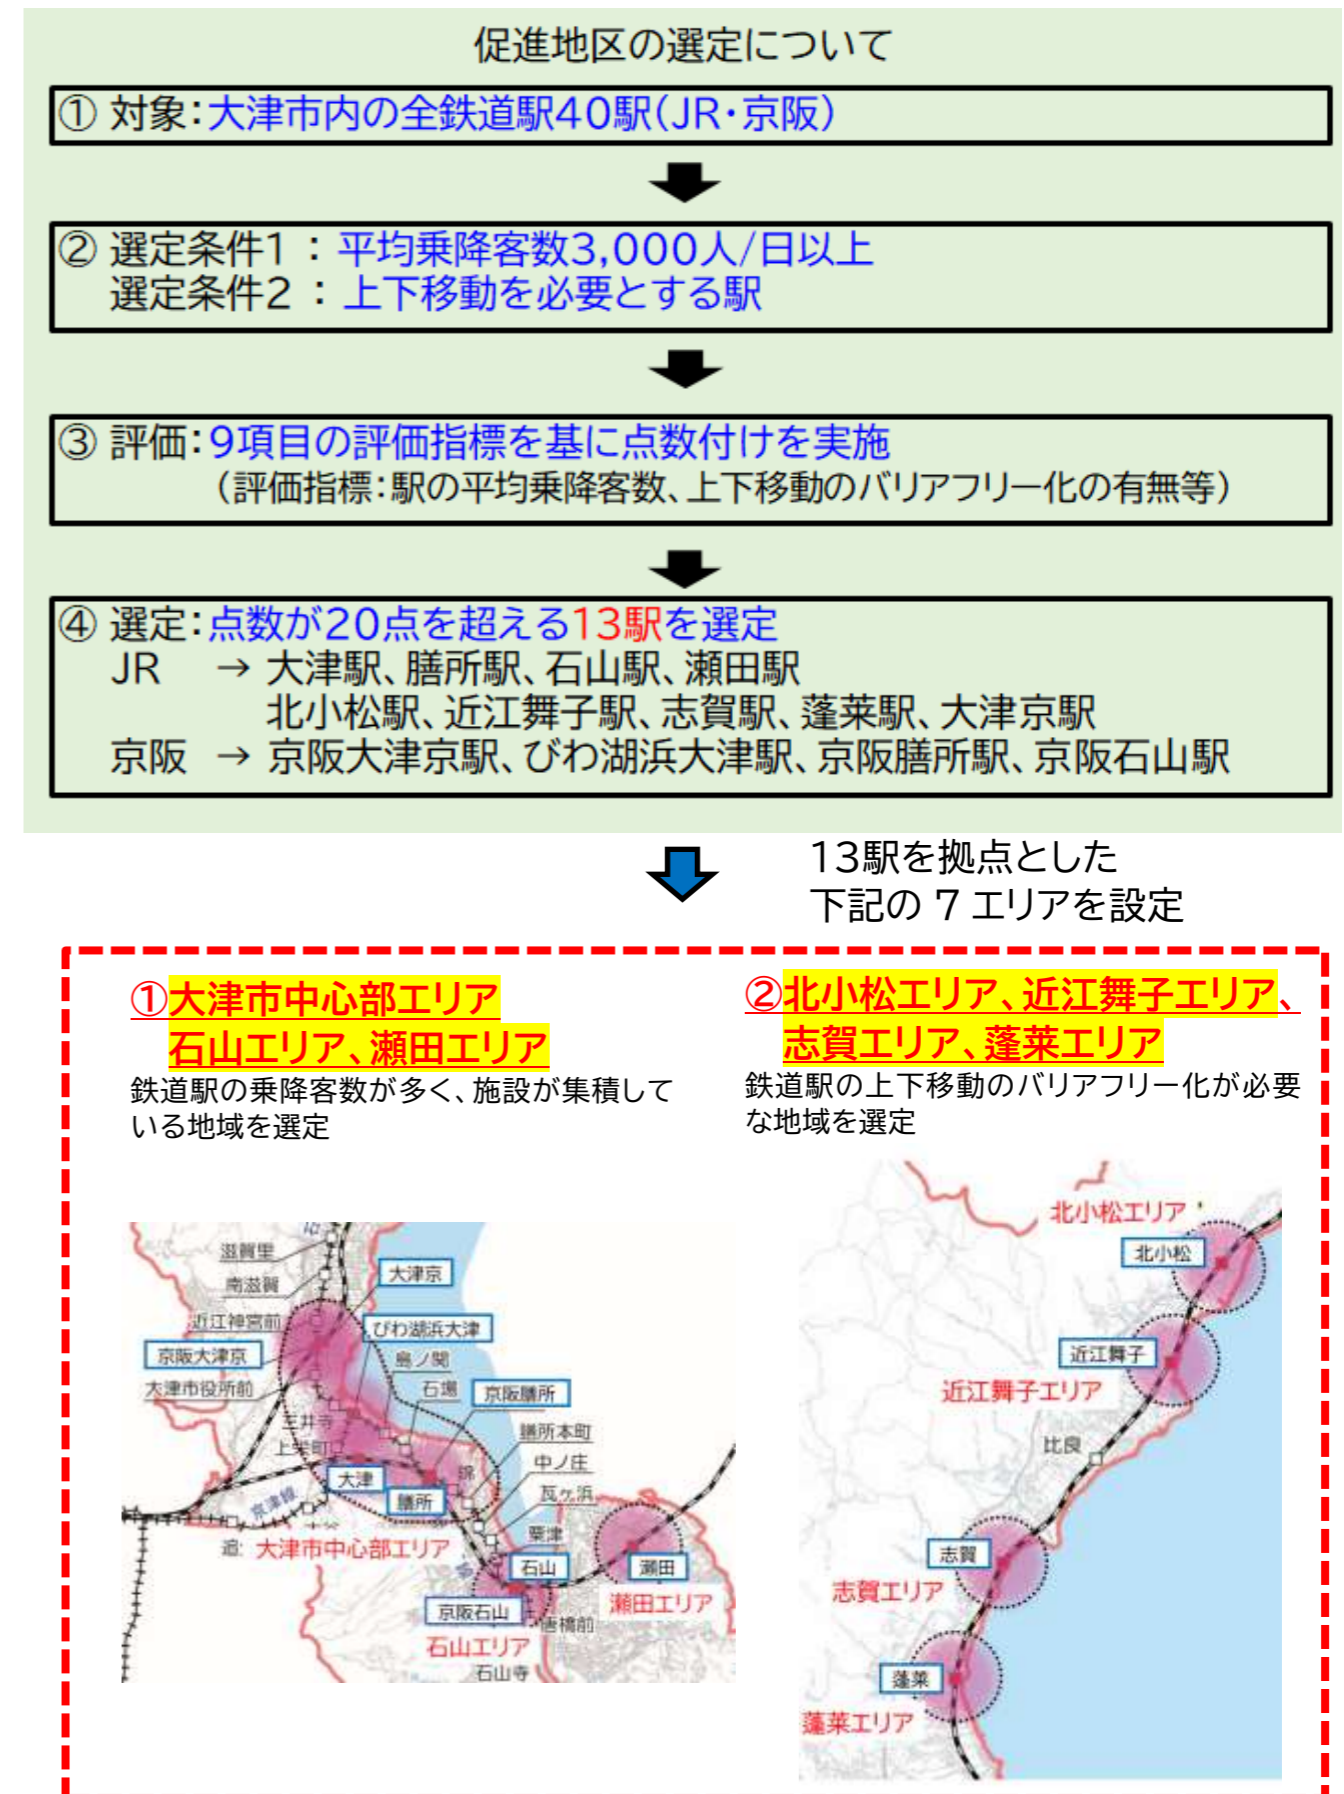 促進地区の選定について
① 対象：大津市内の全鉄道駅40駅（JR・京阪）
② 選定条件1 ： 平均乗降客数3,000人/日以上
選定条件2 ： 上下移動を必要とする駅
③ 評価：9項目の評価指標を基に点数付けを実施
（評価指標：駅の平均乗降客数、上下移動のバリアフリー化の有無等）
④ 選定：点数が20点を超える13駅を選定
JR → 大津駅、膳所駅、石山駅、瀬田駅
北小松駅、近江舞子駅、志賀駅、蓬莱駅、大津京駅
京阪 → 京阪大津京駅、びわ湖浜大津駅、京阪膳所駅、京阪石山駅
13駅を拠点とした
下記の 7 エリアを設定
①大津市中心部エリア
石山エリア、瀬田エリア
鉄道駅の乗降客数が多く、施設が集積して
いる地域を選定
②北小松エリア、近江舞子エリア、
志賀エリア、蓬莱エリア
鉄道駅の上下移動のバリアフリー化が必要
な地域を選定
滋賀里
南滋賀
大津京
近江神宮前
びわ湖浜大津
京阪大津京
島ノ関
大津市役所前
石場
京阪膳所
三井寺
上栄町
膳所本町
大津
錦
中ノ庄
膳所
瓦ヶ浜
京津線
粟津
追
大津市中心部エリア
石山
瀬田
京阪石山
唐橋前
瀬田エリア
石山エリア
石山寺
北小松エリア
北小松
近江舞子
近江舞子エリア
比良
志賀
志賀エリア
蓬莱
蓬莱エリア